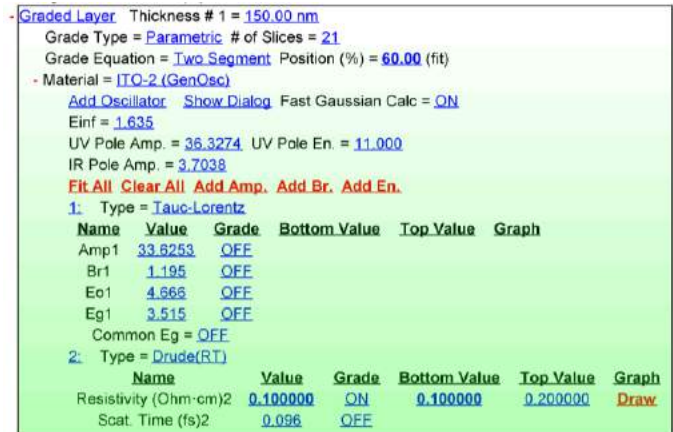 - Graded Layer Thickness # 1 = 150.00 nm
Grade Type = Parametric # of Slices = 21
Grade Equation = Two Segment Position (%) = 60.00 (fit)
- Material = ITO-2 (GenOsc)
Add Oscillator Show Dialog Fast Gaussian Calc = ON
Einf = 1.635
UV Pole Amp. = 36.3274 UV Pole En. = 11.000
IR Pole Amp. = 3.7038
Fit All Clear All Add Amp. Add Br. Add En.
1: Type = Tauc-Lorentz
Name Value Grade Bottom Value Top Value Graph
Amp1 33.6253 OFF
Br1 1.195 OFF
Eo1 4.666 OFF
Eg1 3.515 OFF
Common Eg = OFF
2: Type = Drude(RT)
Name Value Grade Bottom Value Top Value Graph
Resistivity (Ohm·cm)2 0.100000 ON 0.100000 0.200000 Draw
Scat. Time (fs)2 0.096 OFF